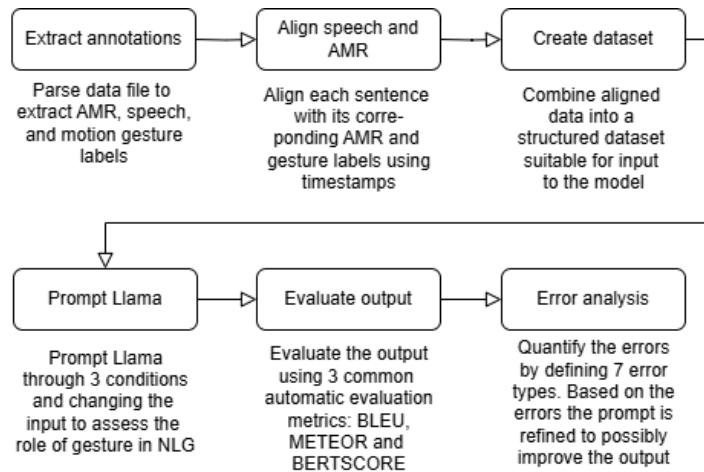 Extract annotations
Parse data file to
extract AMR, speech,
and motion gesture
labels
Align speech and
AMR
Align each sentence
with its corre-
ponding AMR and
gesture labels using
timestamps
Create dataset
Combine aligned
data into a
structured dataset
suitable for input
to the model
Prompt Llama
Prompt Llama
through 3 conditions
and changing the
input to assess the
role of gesture in NLG
Evaluate output
Evaluate the output
using 3 common
automatic evaluation
metrics: BLEU,
METEOR and
BERTSCORE
Error analysis
Quantify the errors
by defining 7 error
types. Based on the
errors the prompt is
refined to possibly
improve the output